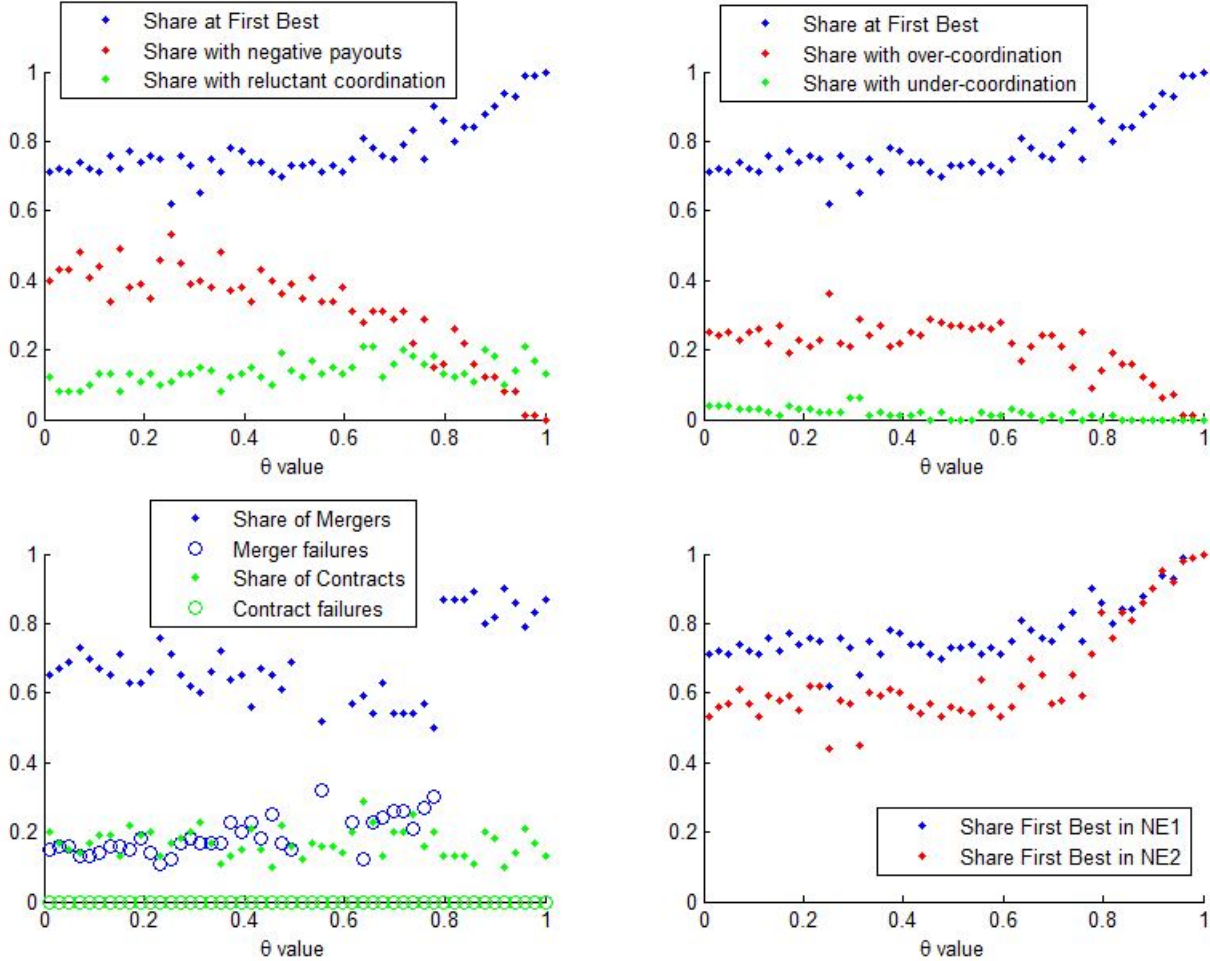 Share at First Best
Share with negative payouts
Share with reluctant coordination
1
0.8
0.6
0.4
0.2
0
0 0.2 0.4 0.6 0.8 1
θ value
Share at First Best
Share with over-coordination
Share with under-coordination
1
0.8
0.6
0.4
0.2
0
0 0.2 0.4 0.6 0.8 1
θ value
Share of Mergers
Merger failures
Share of Contracts
Contract failures
1
0.8
0.6
0.4
0.2
0
0 0.2 0.4 0.6 0.8 1
θ value
1
0.8
0.6
0.4
0.2
0
Share First Best in NE1
Share First Best in NE2
0 0.2 0.4 0.6 0.8 1
θ value